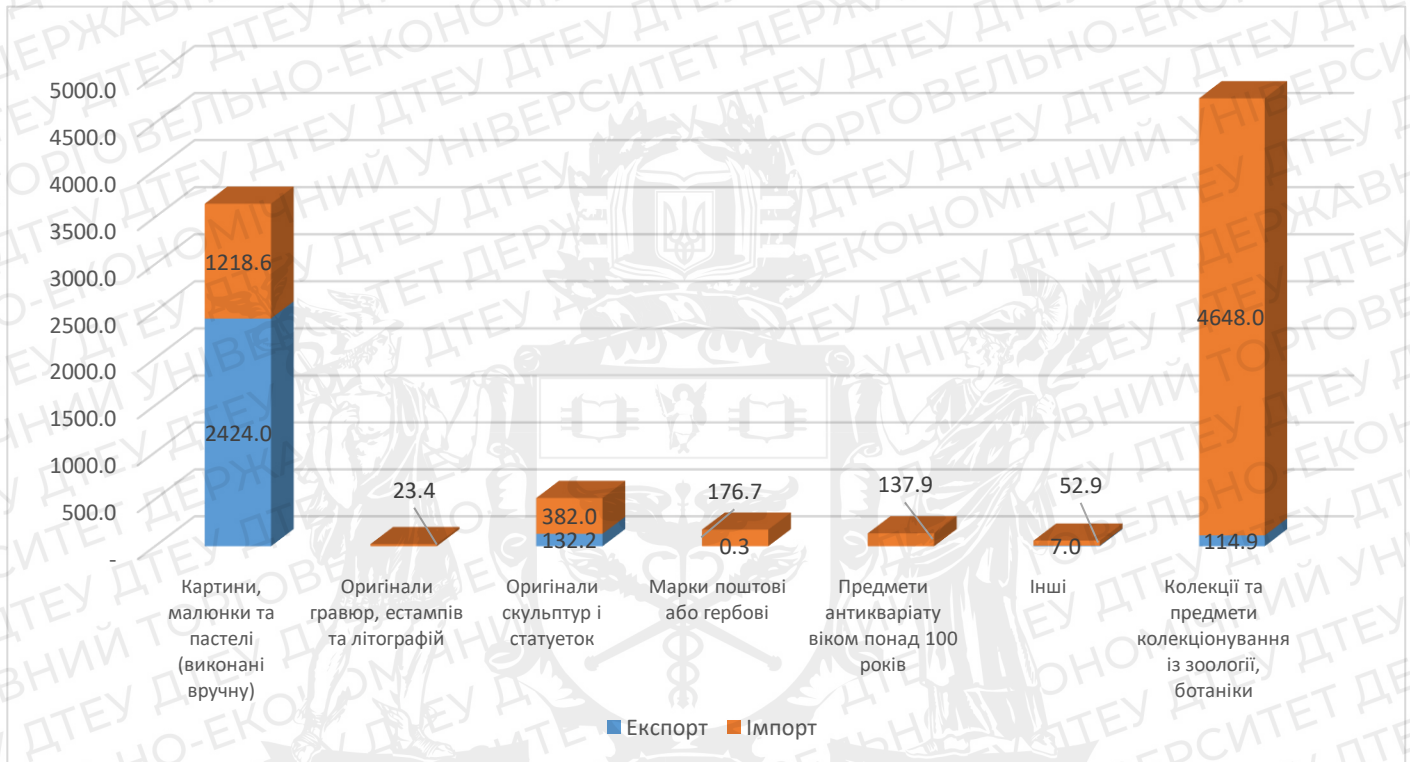 5000.0
4500.0
4000.0
3500.0
3000.0
2500.0
2000.0
1500.0
1000.0
500.0
-
1218.6
2424.0
23.4
382.0
132.2
176.7
0.3
137.9
52.9
7.0
4648.0
114.9
Картини,
малюнки та
пастелі
(виконані
вручну)
Оригінали
гравюр, естампів
та літографій
Оригінали
скульптур і
статуеток
Марки поштові
або гербові
Предмети
антикваріату
віком понад 100
років
Інші
Колекції та
предмети
колекціонування
із зоології,
ботаніки
Експорт Імпорт